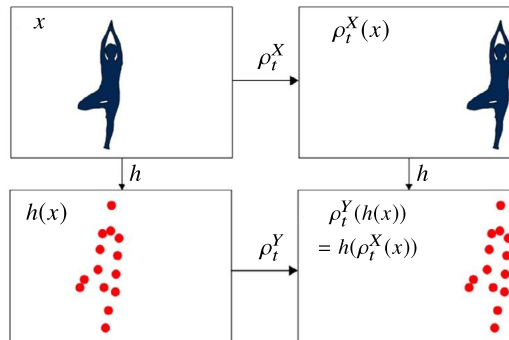 x
ρ_t^X
ρ_t^X(x)
h
h
h(x)
ρ_t^Y
ρ_t^Y(h(x))
= h(ρ_t^X(x))